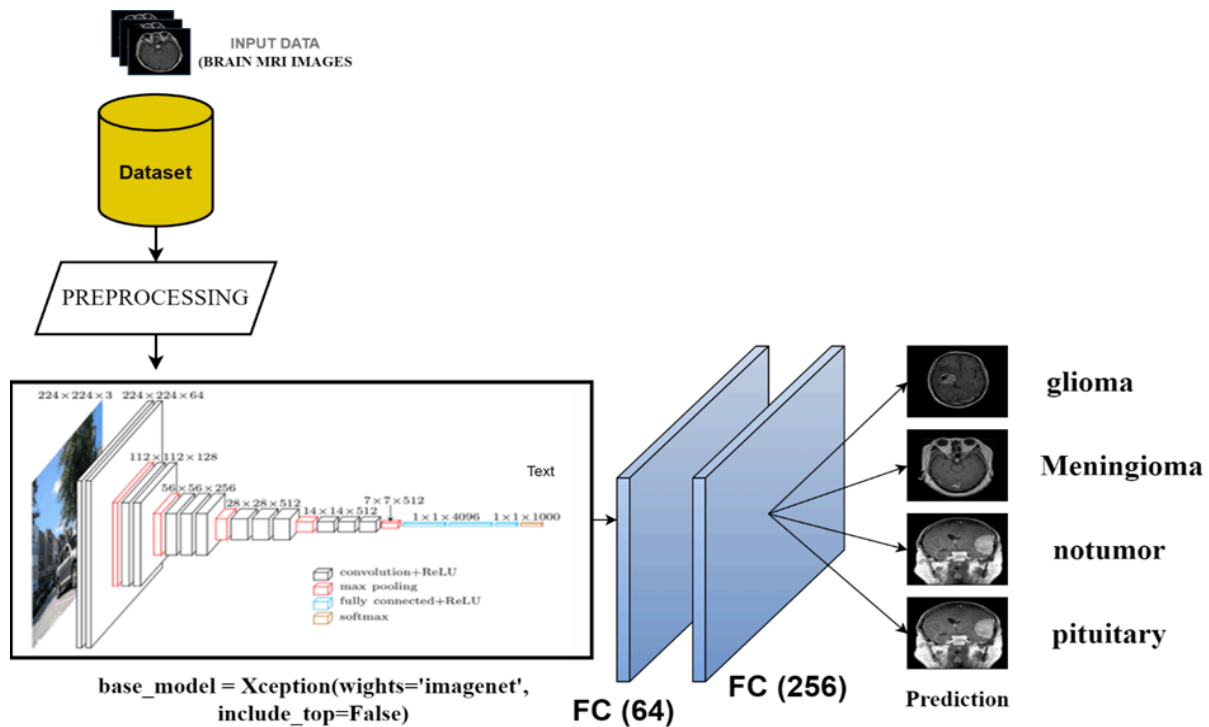 INPUT DATA
(BRAIN MRI IMAGES
Dataset
PREPROCESSING
224×224×3 224×224×64
112×112×128
56×56×256
28×28×512
14×14×512
7×7×512
1×1×4096 1×1×1000
Text
convolution+ReLU
max pooling
fully connected+ReLU
softmax
base_model = Xception(wights='imagenet',
include_top=False)
FC (64)
FC (256)
glioma
Meningioma
notumor
pituitary
Prediction